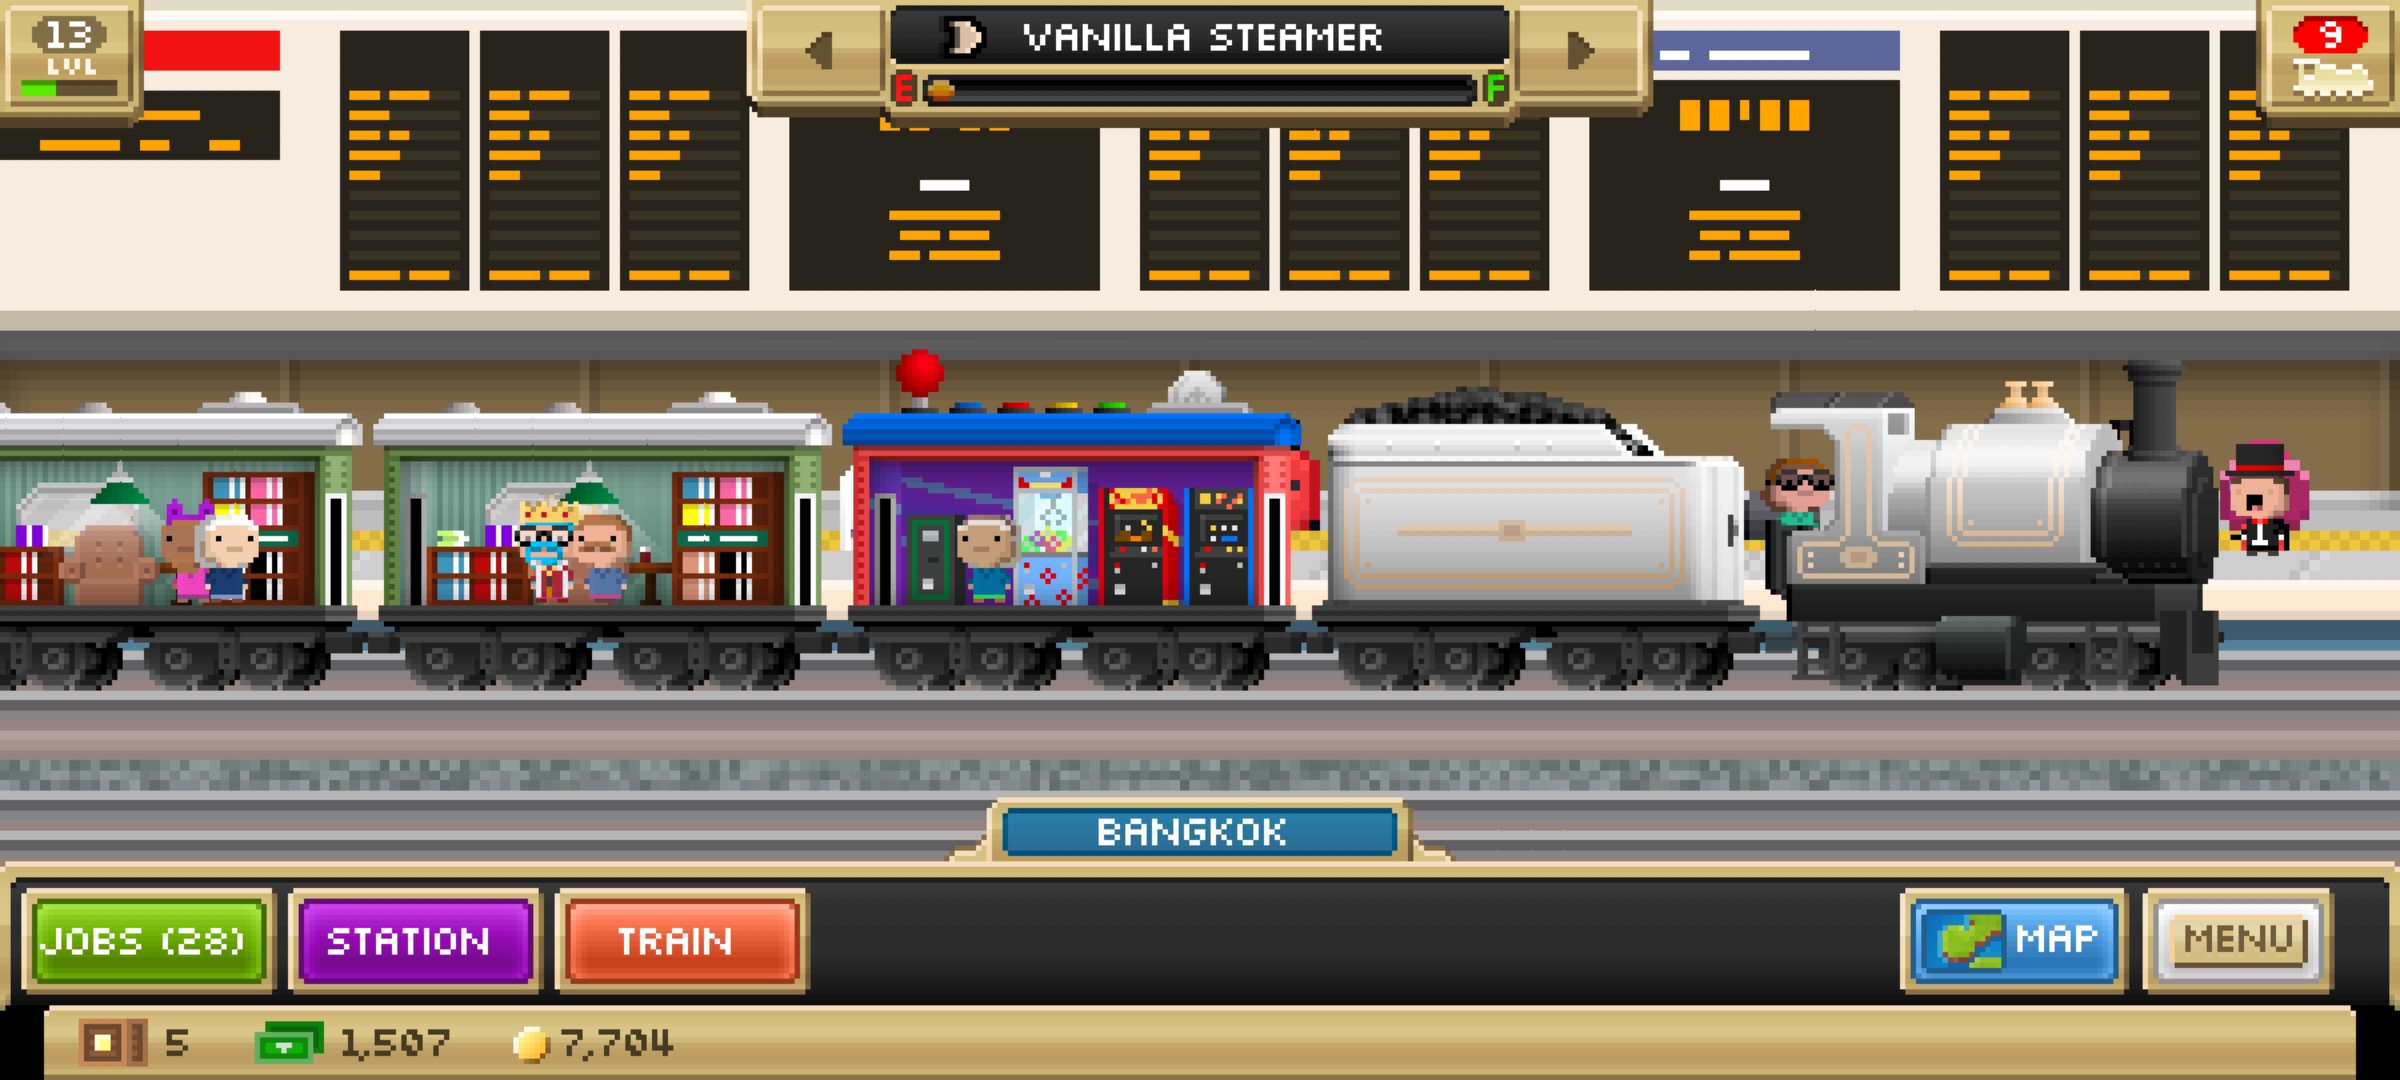 13
LVL
VANILLA STEAMER
E
F
9
BANGKOK
JOBS (28)
STATION
TRAIN
MAP
MENU
5
1,507
7,704